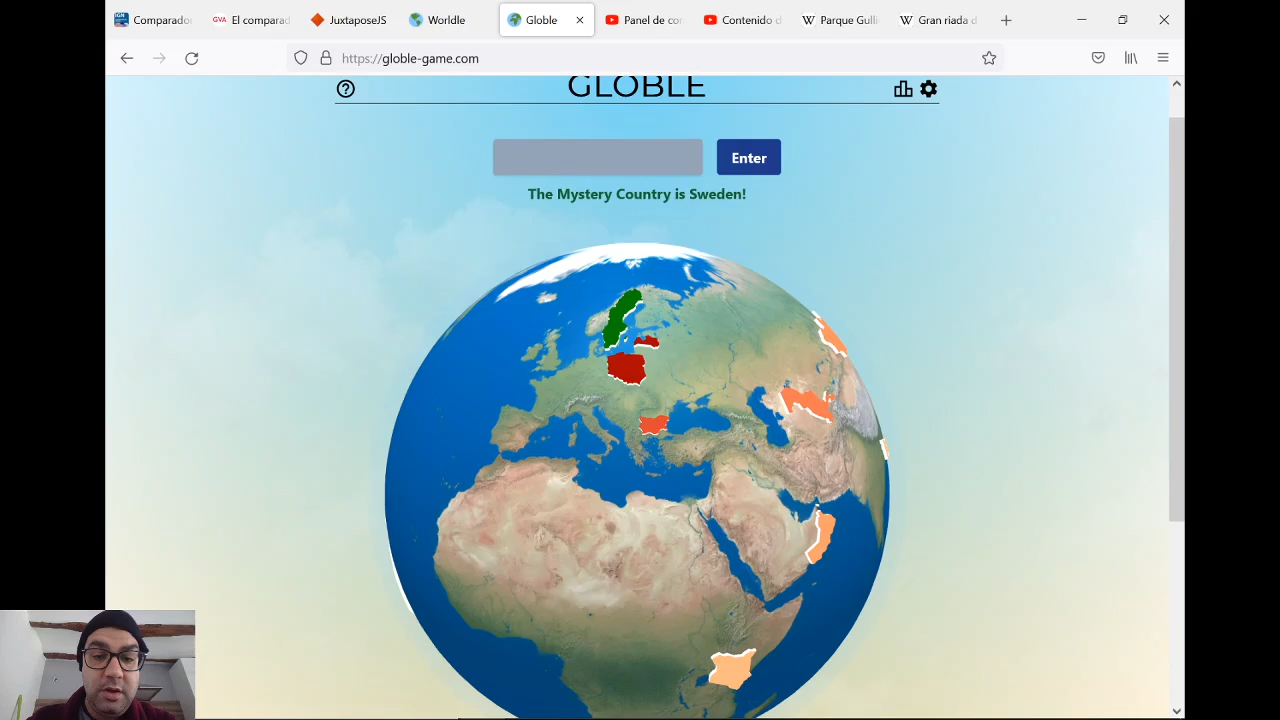 Comparado
El comparad
JuxtaposeJS
Worldle
Globle
Panel de co
Contenido d
Parque Gulli
Gran riada d
https://globle-game.com
GLOBLE
Enter
The Mystery Country is Sweden!